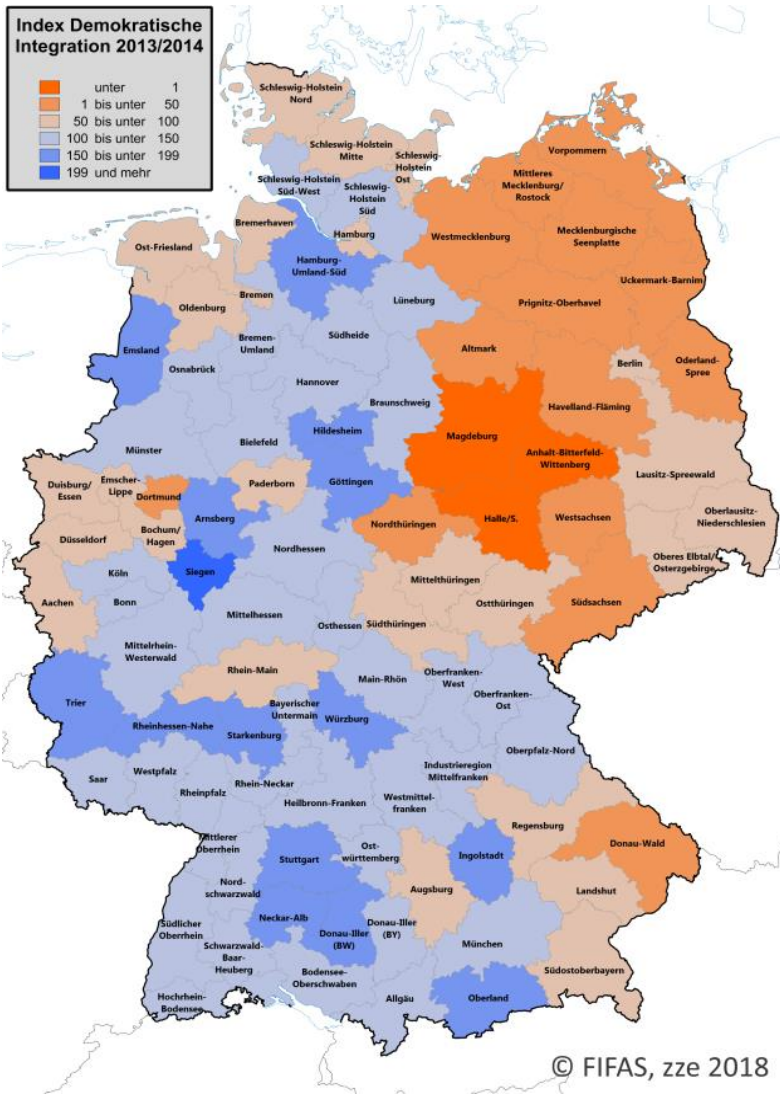 Index Demokratische
Integration 2013/2014
unter 1
1 bis unter 50
50 bis unter 100
100 bis unter 150
150 bis unter 199
199 und mehr
Schleswig-Holstein
Nord
Schleswig-Holstein
Mitte
Schleswig-
Holstein
Ost
Schleswig-Holstein
Süd-West
Schleswig-
Holstein
Süd
Vorpommern
Mittleres
Mecklenburg/
Rostock
Bremerhaven
Hamburg
Westmecklenburg
Mecklenburgische
Seenplatte
Ost-Friesland
Hamburg-
Umland-Süd
Uckermark-Barnim
Oldenburg
Bremen
Lüneburg
Prignitz-Oberhavel
Emsland
Bremen-
Umland
Südheide
Altmark
Berlin
Oderland-
Spree
Osnabrück
Hannover
Braunschweig
Havelland-Fläming
Münster
Bielefeld
Hildesheim
Magdeburg
Anhalt-Bitterfeld-
Wittenberg
Lausitz-Spreewald
Duisburg/
Essen
Emscher-
Lippe
Dortmund
Paderborn
Göttingen
Arnsberg
Bochum/
Hagen
Nordthüringen
Halle/S.
Westsachsen
Oberlausitz-
Niederschlesien
Düsseldorf
Nordhessen
Oberes Elbtal/
Osterzgebirge
Köln
Siegen
Mittelthüringen
Aachen
Bonn
Mittelhessen
Osthessen
Südthüringen
Ostthüringen
Südsachsen
Mittelrhein-
Westerwald
Rhein-Main
Main-Rhön
Oberfranken-
West
Oberfranken-
Ost
Trier
Rheinhessen-Nahe
Starkenburg
Bayerischer
Untermain
Würzburg
Oberpfalz-Nord
Saar
Westpfalz
Rheinpfalz
Rhein-Neckar
Heilbronn-Franken
Industrieregion
Mittelfranken
Westmittel-
franken
Regensburg
Donau-Wald
Mittlerer
Oberrhein
Stuttgart
Ost-
württemberg
Ingolstadt
Nord-
schwarzwald
Augsburg
Landshut
Südlicher
Oberrhein
Neckar-Alb
Donau-Iller
(BW)
Donau-Iller
(BY)
Schwarzwald-
Baar-
Heuberg
München
Südostoberbayern
Bodensee-
Oberschwaben
Hochrhein-
Bodensee
Allgäu
Oberland
© FIFAS, zze 2018